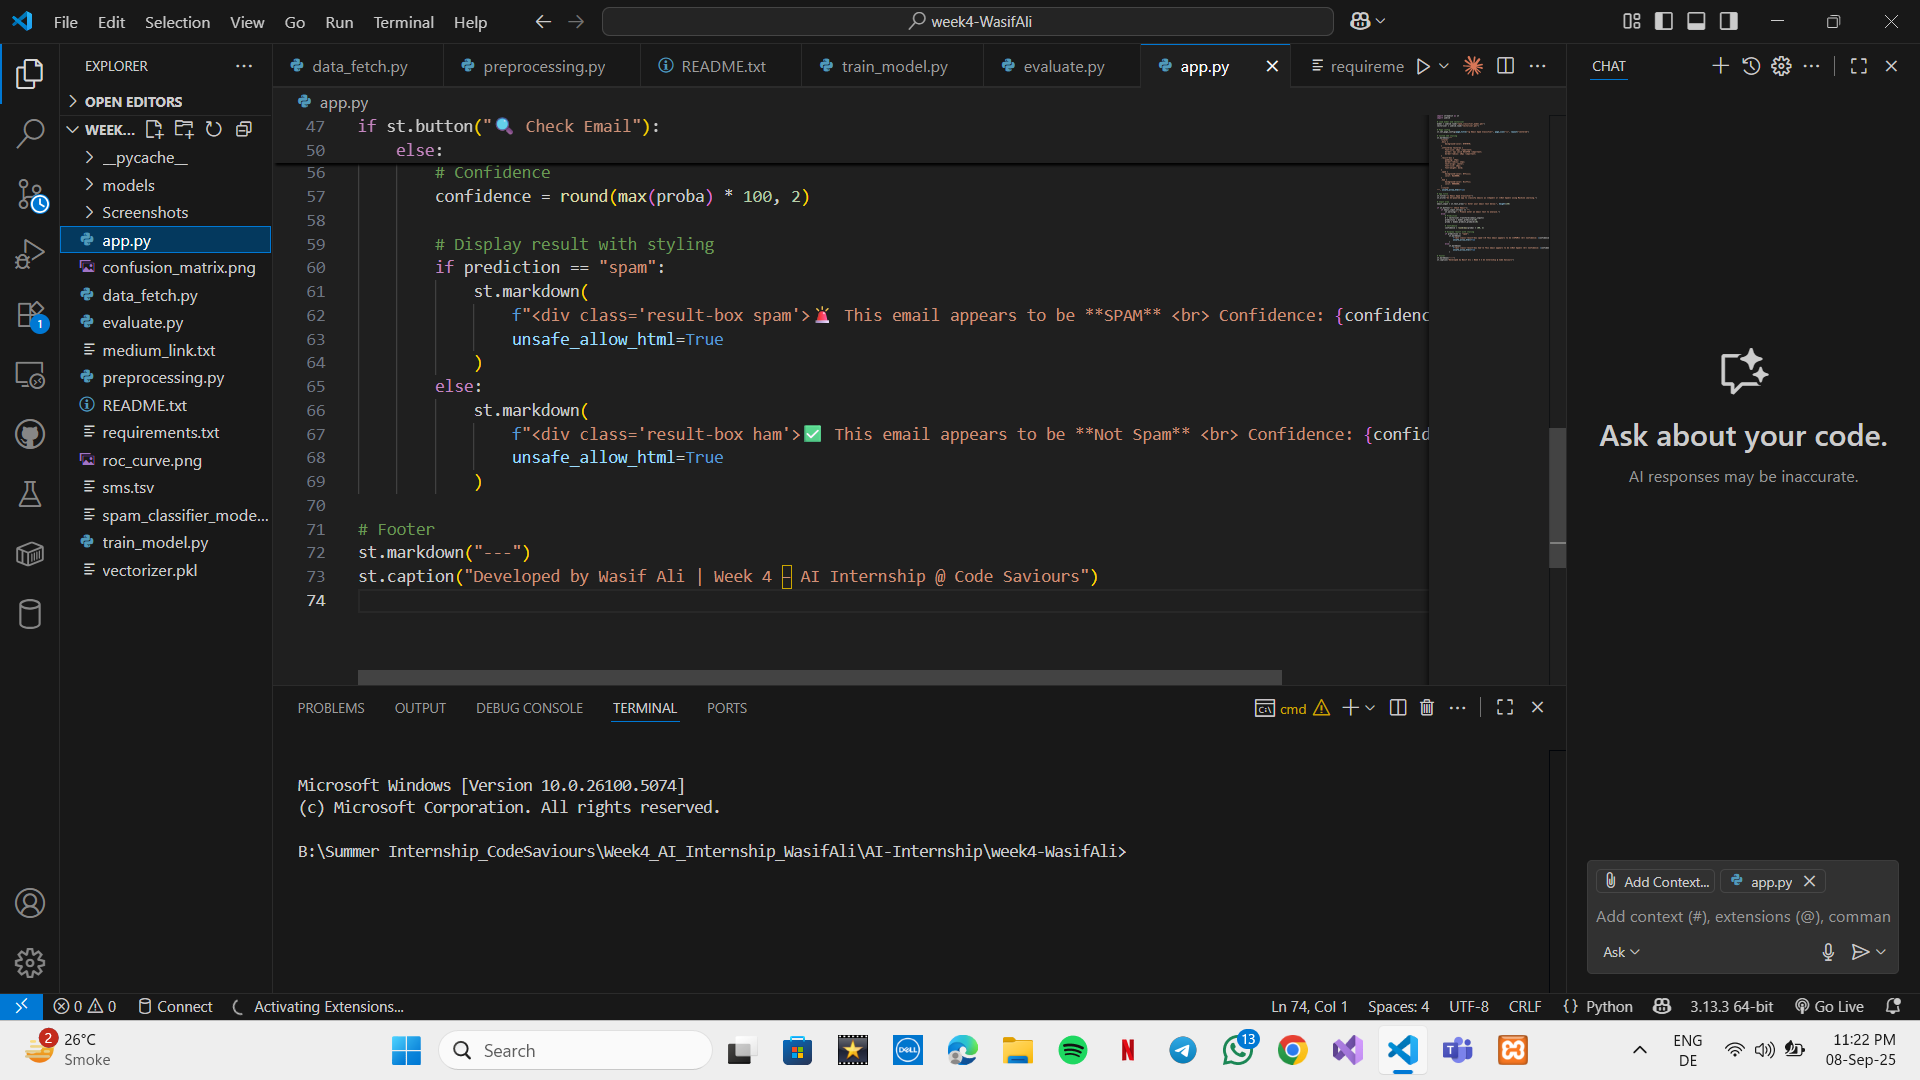 File Edit Selection View Go Run Terminal Help
week4-WasifAli
EXPLORER
OPEN EDITORS
WEEK...
__pycache__
models
Screenshots
app.py
confusion_matrix.png
data_fetch.py
evaluate.py
medium_link.txt
preprocessing.py
README.txt
requirements.txt
roc_curve.png
sms.tsv
spam_classifier_mode...
train_model.py
vectorizer.pkl
1
data_fetch.py preprocessing.py README.txt train_model.py evaluate.py app.py requireme
app.py
47 if st.button("🔍 Check Email"):
50 else:
56 # Confidence
57 confidence = round(max(proba) * 100, 2)
58
59 # Display result with styling
60 if prediction == "spam":
61 st.markdown(
62 f"<div class='result-box spam'>🚨 This email appears to be **SPAM** <br> Confidence: {confidenc
63 unsafe_allow_html=True
64 )
65 else:
66 st.markdown(
67 f"<div class='result-box ham'>✅ This email appears to be **Not Spam** <br> Confidence: {confid
68 unsafe_allow_html=True
69 )
70
71 # Footer
72 st.markdown("---")
73 st.caption("Developed by Wasif Ali | Week 4 – AI Internship @ Code Saviours")
74
PROBLEMS OUTPUT DEBUG CONSOLE TERMINAL PORTS
cmd
Microsoft Windows [Version 10.0.26100.5074]
(c) Microsoft Corporation. All rights reserved.
B:\Summer Internship_CodeSaviours\Week4_AI_Internship_WasifAli\AI-Internship\week4-WasifAli>
CHAT
Ask about your code.
AI responses may be inaccurate.
Add Context... app.py
Add context (#), extensions (@), comman
Ask
0 0 Connect Activating Extensions... Ln 74, Col 1 Spaces: 4 UTF-8 CRLF {} Python 3.13.3 64-bit Go Live
2
26°C
Smoke
Search
DELL
N
13
ENG
DE
11:22 PM
08-Sep-25